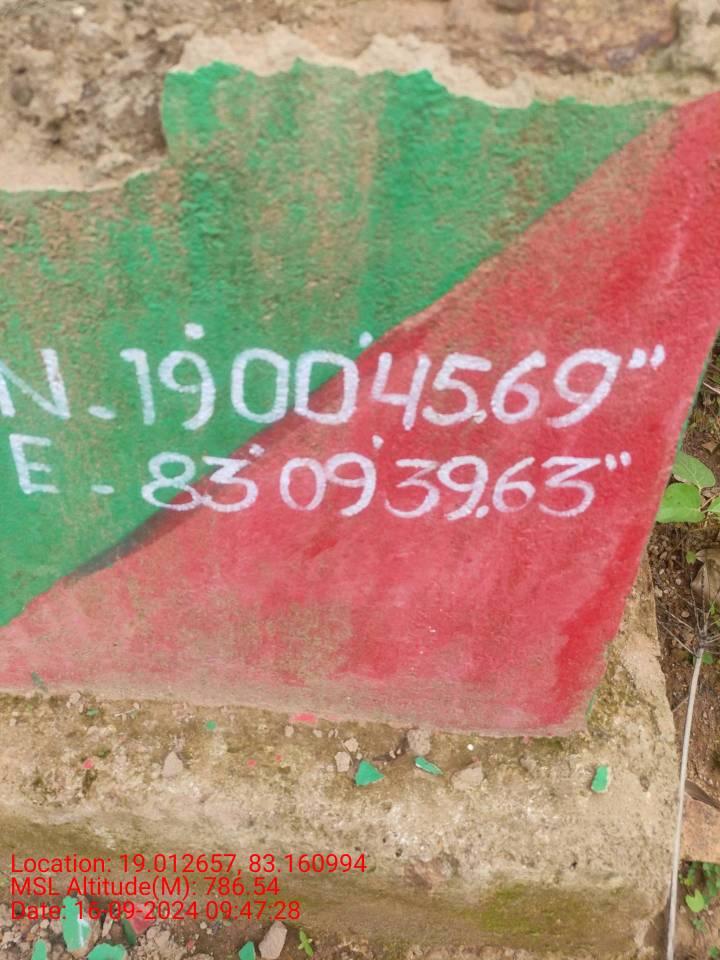 N - 19°00'45.69"
E - 83°09'39.63"
Location: 19.012657, 83.160994
MSL Altitude(M): 786.54
Date: 16-09-2024 09:47:28